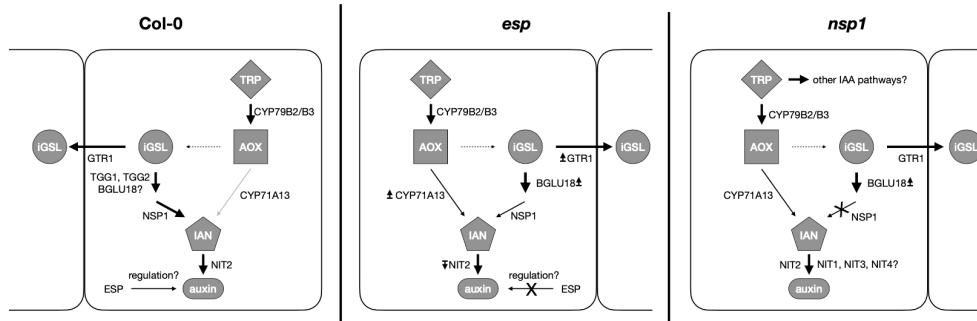 Col-0
TRP
CYP79B2/B3
iGSL
iGSL
AOX
GTR1
TGG1, TGG2
BGLU18?
CYP71A13
NSP1
IAN
NIT2
regulation?
ESP
auxin
esp
TRP
CYP79B2/B3
AOX
iGSL
iGSL
GTR1
BGLU18
CYP71A13
NSP1
IAN
NIT2
regulation?
auxin
ESP
nsp1
TRP
other IAA pathways?
CYP79B2/B3
AOX
iGSL
iGSL
GTR1
BGLU18
CYP71A13
NSP1
IAN
NIT2
NIT1, NIT3, NIT4?
auxin